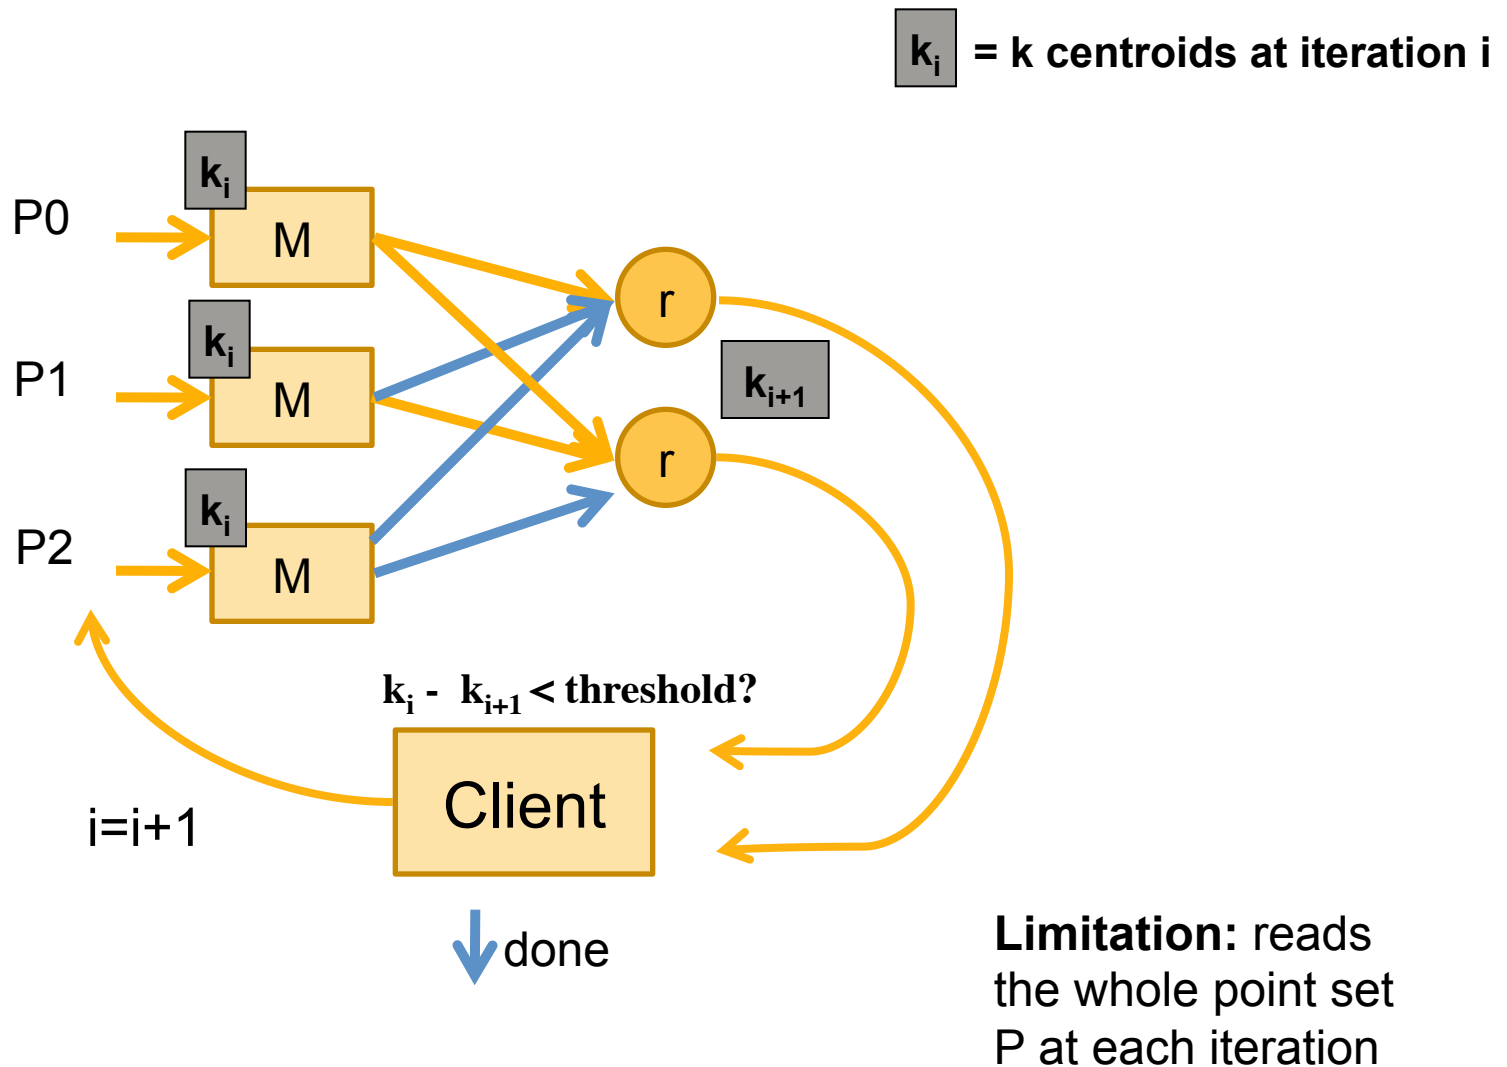 kᵢ = k centroids at iteration i
kᵢ
P0
M
r
kᵢ
P1
M
kᵢ₊₁
r
kᵢ
P2
M
kᵢ - kᵢ₊₁ < threshold?
Client
i=i+1
done
Limitation: reads
the whole point set
P at each iteration